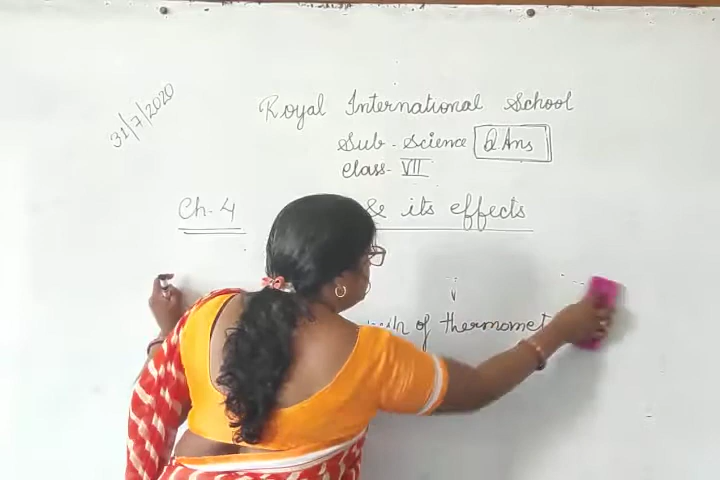 31/7/2020
Royal International School
Sub - Science Q.Ans
Class - VII
Ch - 4 & its effects
of thermomet